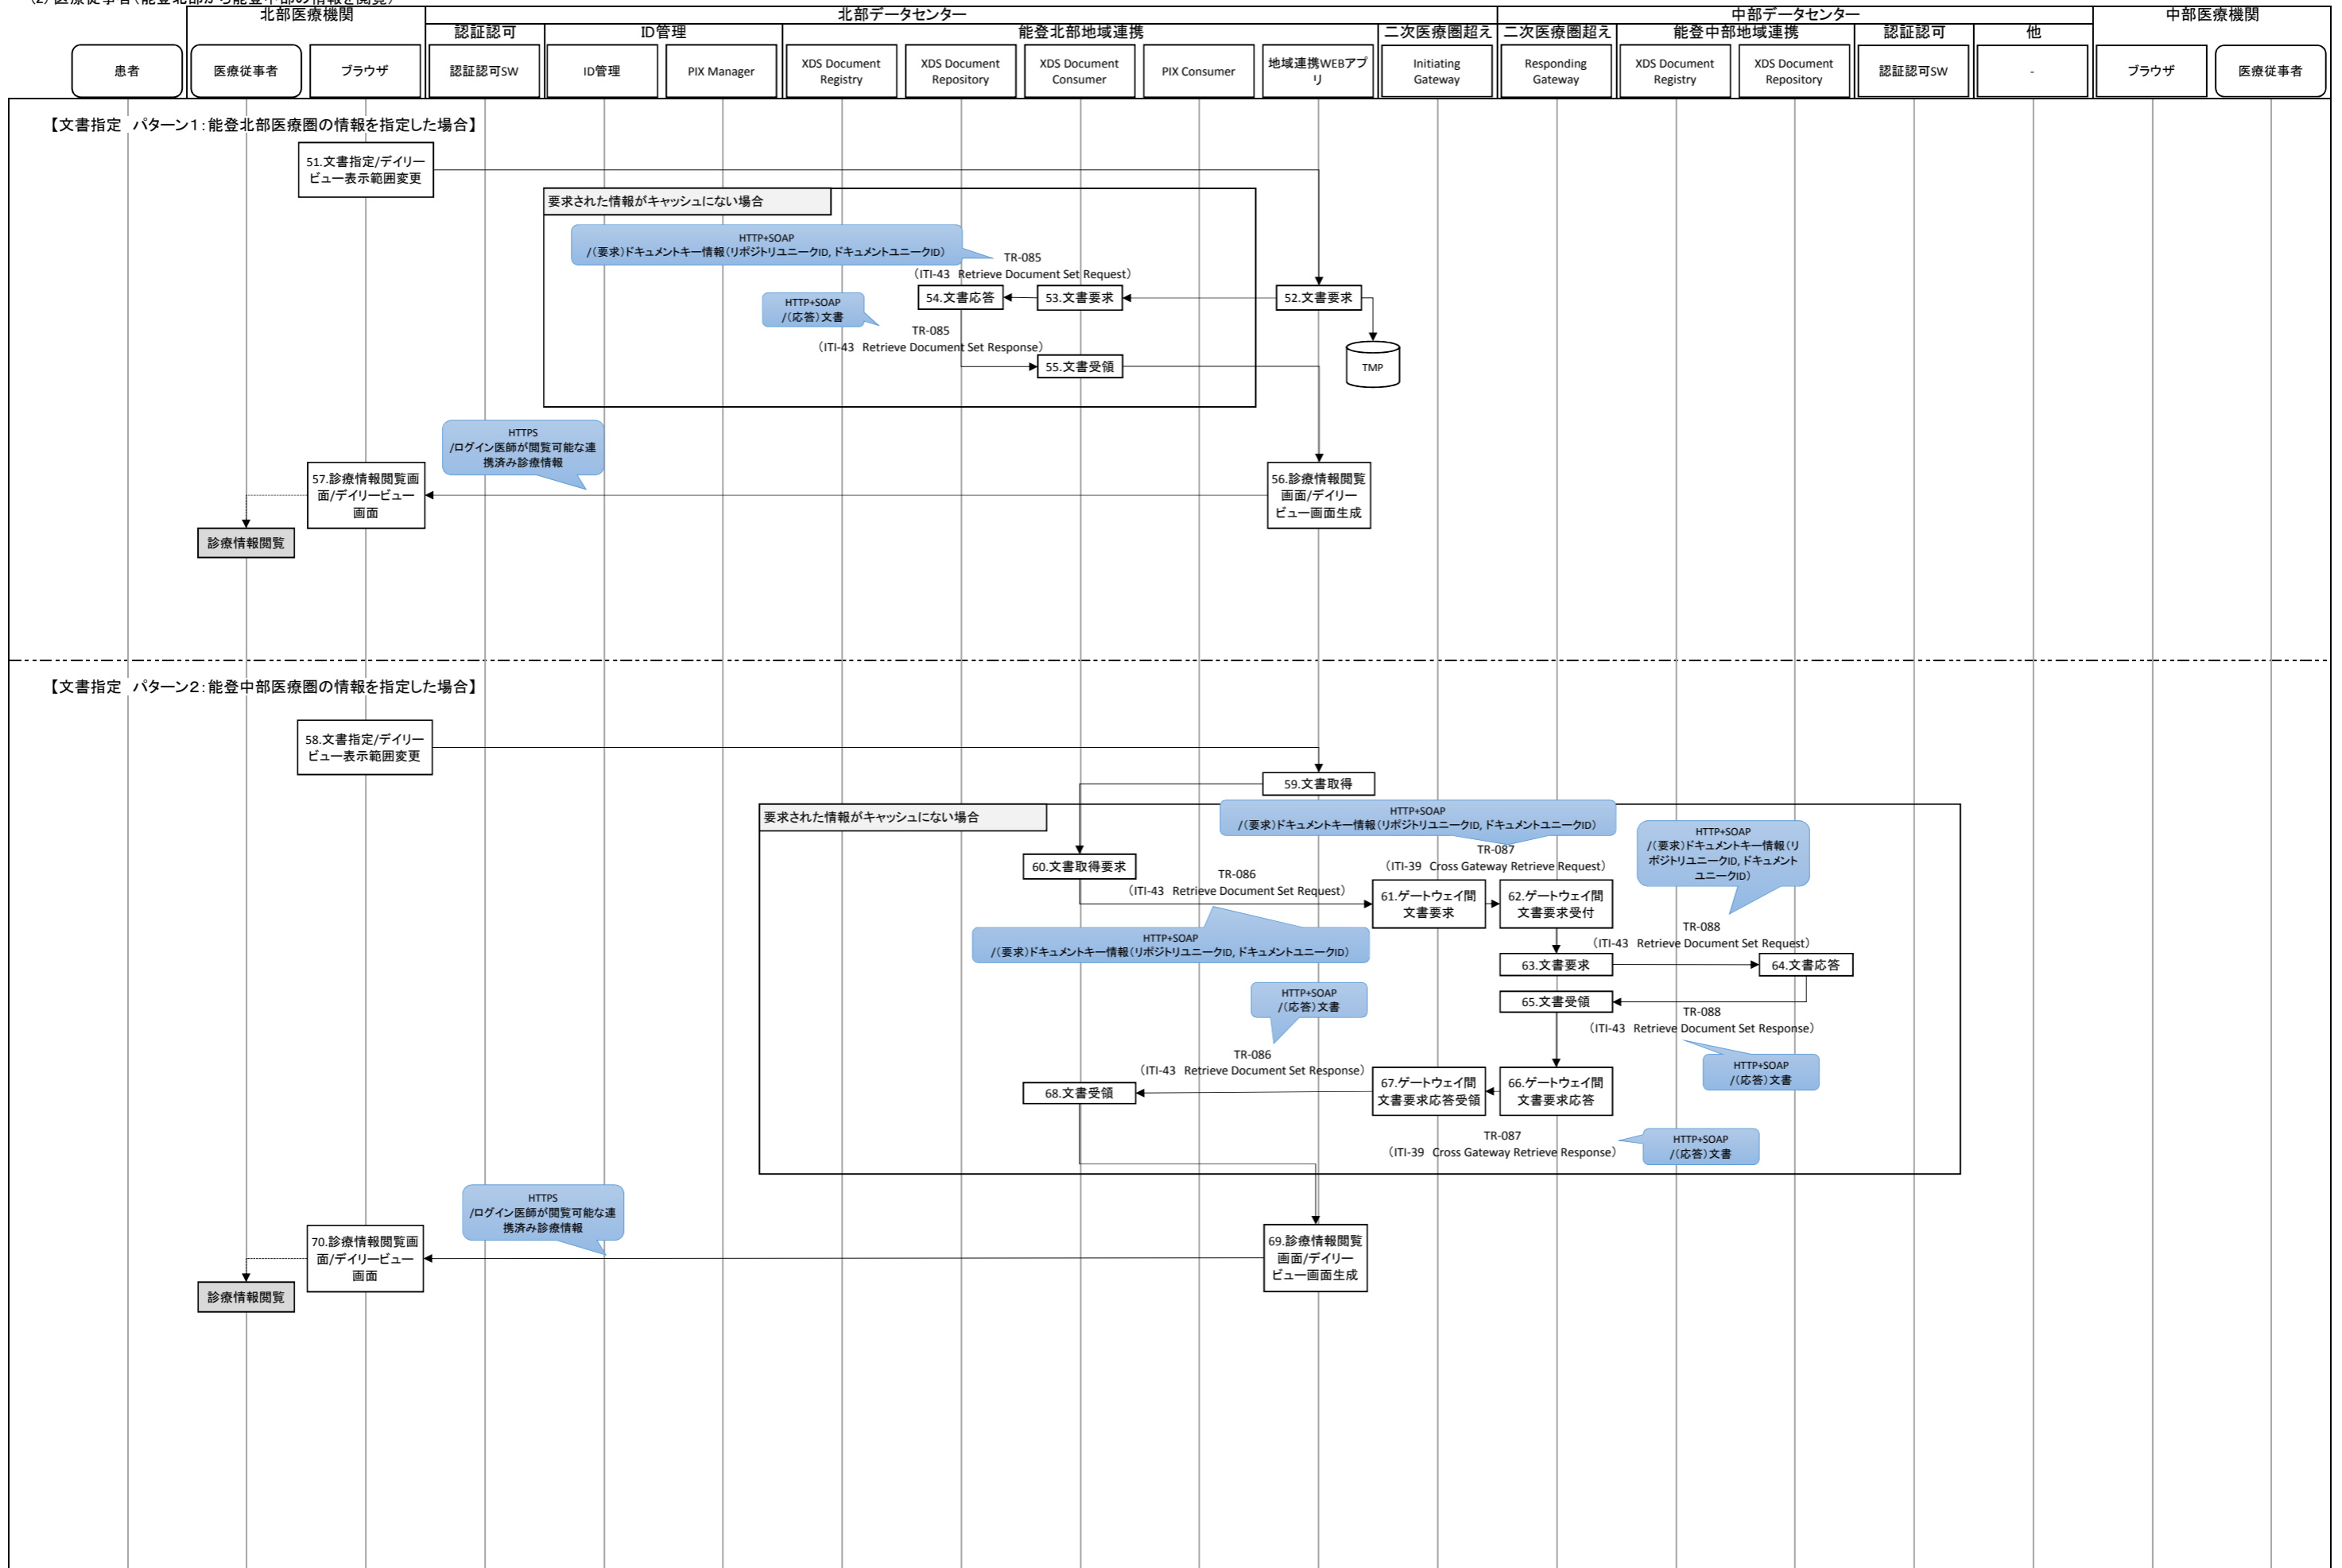 (2) 医療従事者(能登北部から能登中部の情報を閲覧)
北部医療機関
北部データセンター
中部データセンター
中部医療機関
認証認可
ID管理
能登北部地域連携
二次医療圏超え
二次医療圏超え
能登中部地域連携
認証認可
他
患者
医療従事者
ブラウザ
認証認可SW
ID管理
PIX Manager
XDS Document
Registry
XDS Document
Repository
XDS Document
Consumer
PIX Consumer
地域連携WEBアプ
リ
Initiating
Gateway
Responding
Gateway
XDS Document
Registry
XDS Document
Repository
認証認可SW
-
ブラウザ
医療従事者
【文書指定 パターン1:能登北部医療圏の情報を指定した場合】
51.文書指定/デイリー
ビュー表示範囲変更
要求された情報がキャッシュにない場合
HTTP+SOAP
/(要求)ドキュメントキー情報(リポジトリユニークID, ドキュメントユニークID)
TR-085
(ITI-43 Retrieve Document Set Request)
54.文書応答
53.文書要求
52.文書要求
HTTP+SOAP
/(応答)文書
TR-085
(ITI-43 Retrieve Document Set Response)
55.文書受領
TMP
HTTPS
/ログイン医師が閲覧可能な連
携済み診療情報
57.診療情報閲覧画
面/デイリービュー
画面
56.診療情報閲覧
画面/デイリー
ビュー画面生成
診療情報閲覧
【文書指定 パターン2:能登中部医療圏の情報を指定した場合】
58.文書指定/デイリー
ビュー表示範囲変更
59.文書取得
要求された情報がキャッシュにない場合
HTTP+SOAP
/(要求)ドキュメントキー情報(リポジトリユニークID, ドキュメントユニークID)
HTTP+SOAP
/(要求)ドキュメントキー情報(リ
ポジトリユニークID, ドキュメント
ユニークID)
TR-087
(ITI-39 Cross Gateway Retrieve Request)
60.文書取得要求
TR-086
(ITI-43 Retrieve Document Set Request)
61.ゲートウェイ間
文書要求
62.ゲートウェイ間
文書要求受付
TR-088
(ITI-43 Retrieve Document Set Request)
HTTP+SOAP
/(要求)ドキュメントキー情報(リポジトリユニークID, ドキュメントユニークID)
63.文書要求
64.文書応答
HTTP+SOAP
/(応答)文書
65.文書受領
TR-088
(ITI-43 Retrieve Document Set Response)
TR-086
(ITI-43 Retrieve Document Set Response)
HTTP+SOAP
/(応答)文書
68.文書受領
67.ゲートウェイ間
文書要求応答受領
66.ゲートウェイ間
文書要求応答
TR-087
(ITI-39 Cross Gateway Retrieve Response)
HTTP+SOAP
/(応答)文書
HTTPS
/ログイン医師が閲覧可能な連
携済み診療情報
70.診療情報閲覧画
面/デイリービュー
画面
69.診療情報閲覧
画面/デイリー
ビュー画面生成
診療情報閲覧